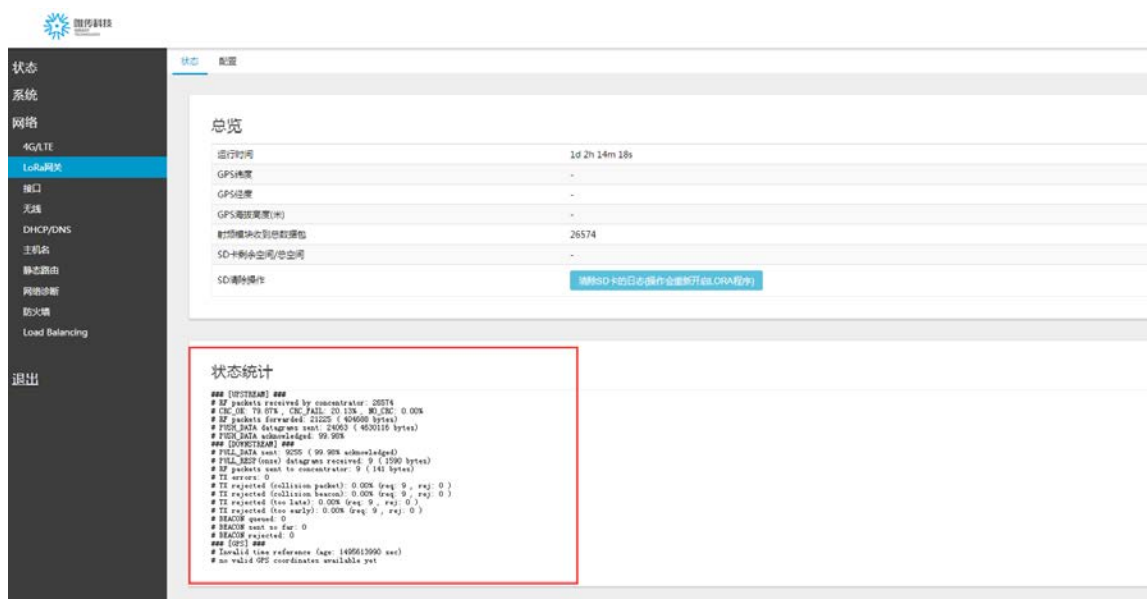 唯传科技
状态
系统
网络
4G/LTE
LoRa网关
接口
无线
DHCP/DNS
主机名
静态路由
网络诊断
防火墙
Load Balancing
退出
状态 配置
总览
运行时间 1d 2h 14m 18s
GPS纬度 -
GPS经度 -
GPS海拔高度(米) -
射频模块收到总数据包 26574
SD卡剩余空间/总空间 -
SD清除操作 清除SD卡的日志(操作会重新开启LORA程序)
状态统计
### [UPSTREAM] ###
# RF packets received by concentrator: 26574
# CRC_OK: 79.87%, CRC_FAIL: 20.13%, NO_CRC: 0.00%
# RF packets forwarded: 21225 ( 404688 bytes)
# PUSH_DATA datagrams sent: 24063 ( 4630116 bytes)
# PUSH_DATA acknowledged: 99.98%
### [DOWNSTREAM] ###
# PULL_DATA sent: 9255 ( 99.98% acknowledged)
# PULL_RESP(onse) datagrams received: 9 ( 1590 bytes)
# RF packets sent to concentrator: 9 ( 141 bytes)
# TX errors: 0
# TX rejected (collision packet): 0.00% (req: 9 , rej: 0 )
# TX rejected (collision beacon): 0.00% (req: 9 , rej: 0 )
# TX rejected (too late): 0.00% (req: 9 , rej: 0 )
# TX rejected (too early): 0.00% (req: 9 , rej: 0 )
# BEACON queued: 0
# BEACON sent so far: 0
# BEACON rejected: 0
### [GPS] ###
# Invalid time reference (age: 1495613990 sec)
# no valid GPS coordinates available yet